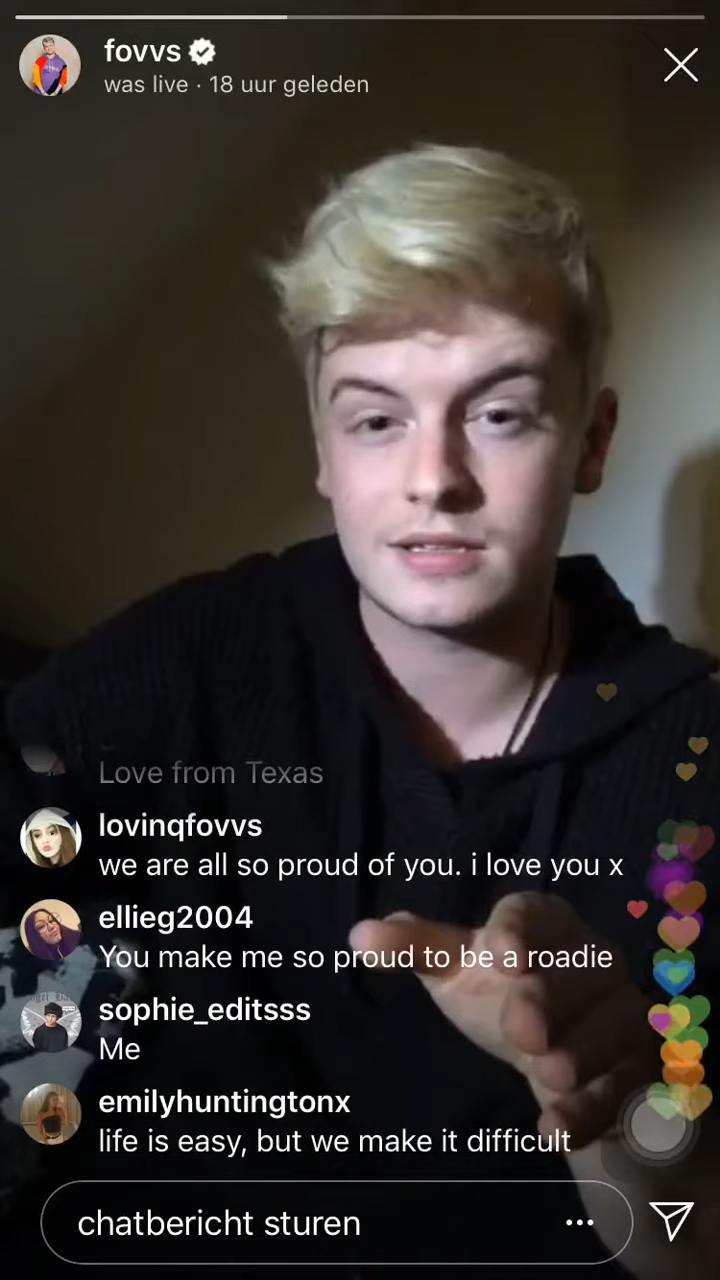 fovvs
was live · 18 uur geleden
Love from Texas
lovinqfovvs
we are all so proud of you. i love you x
ellieg2004
You make me so proud to be a roadie
sophie_editsss
Me
emilyhuntingtonx
life is easy, but we make it difficult
chatbericht sturen